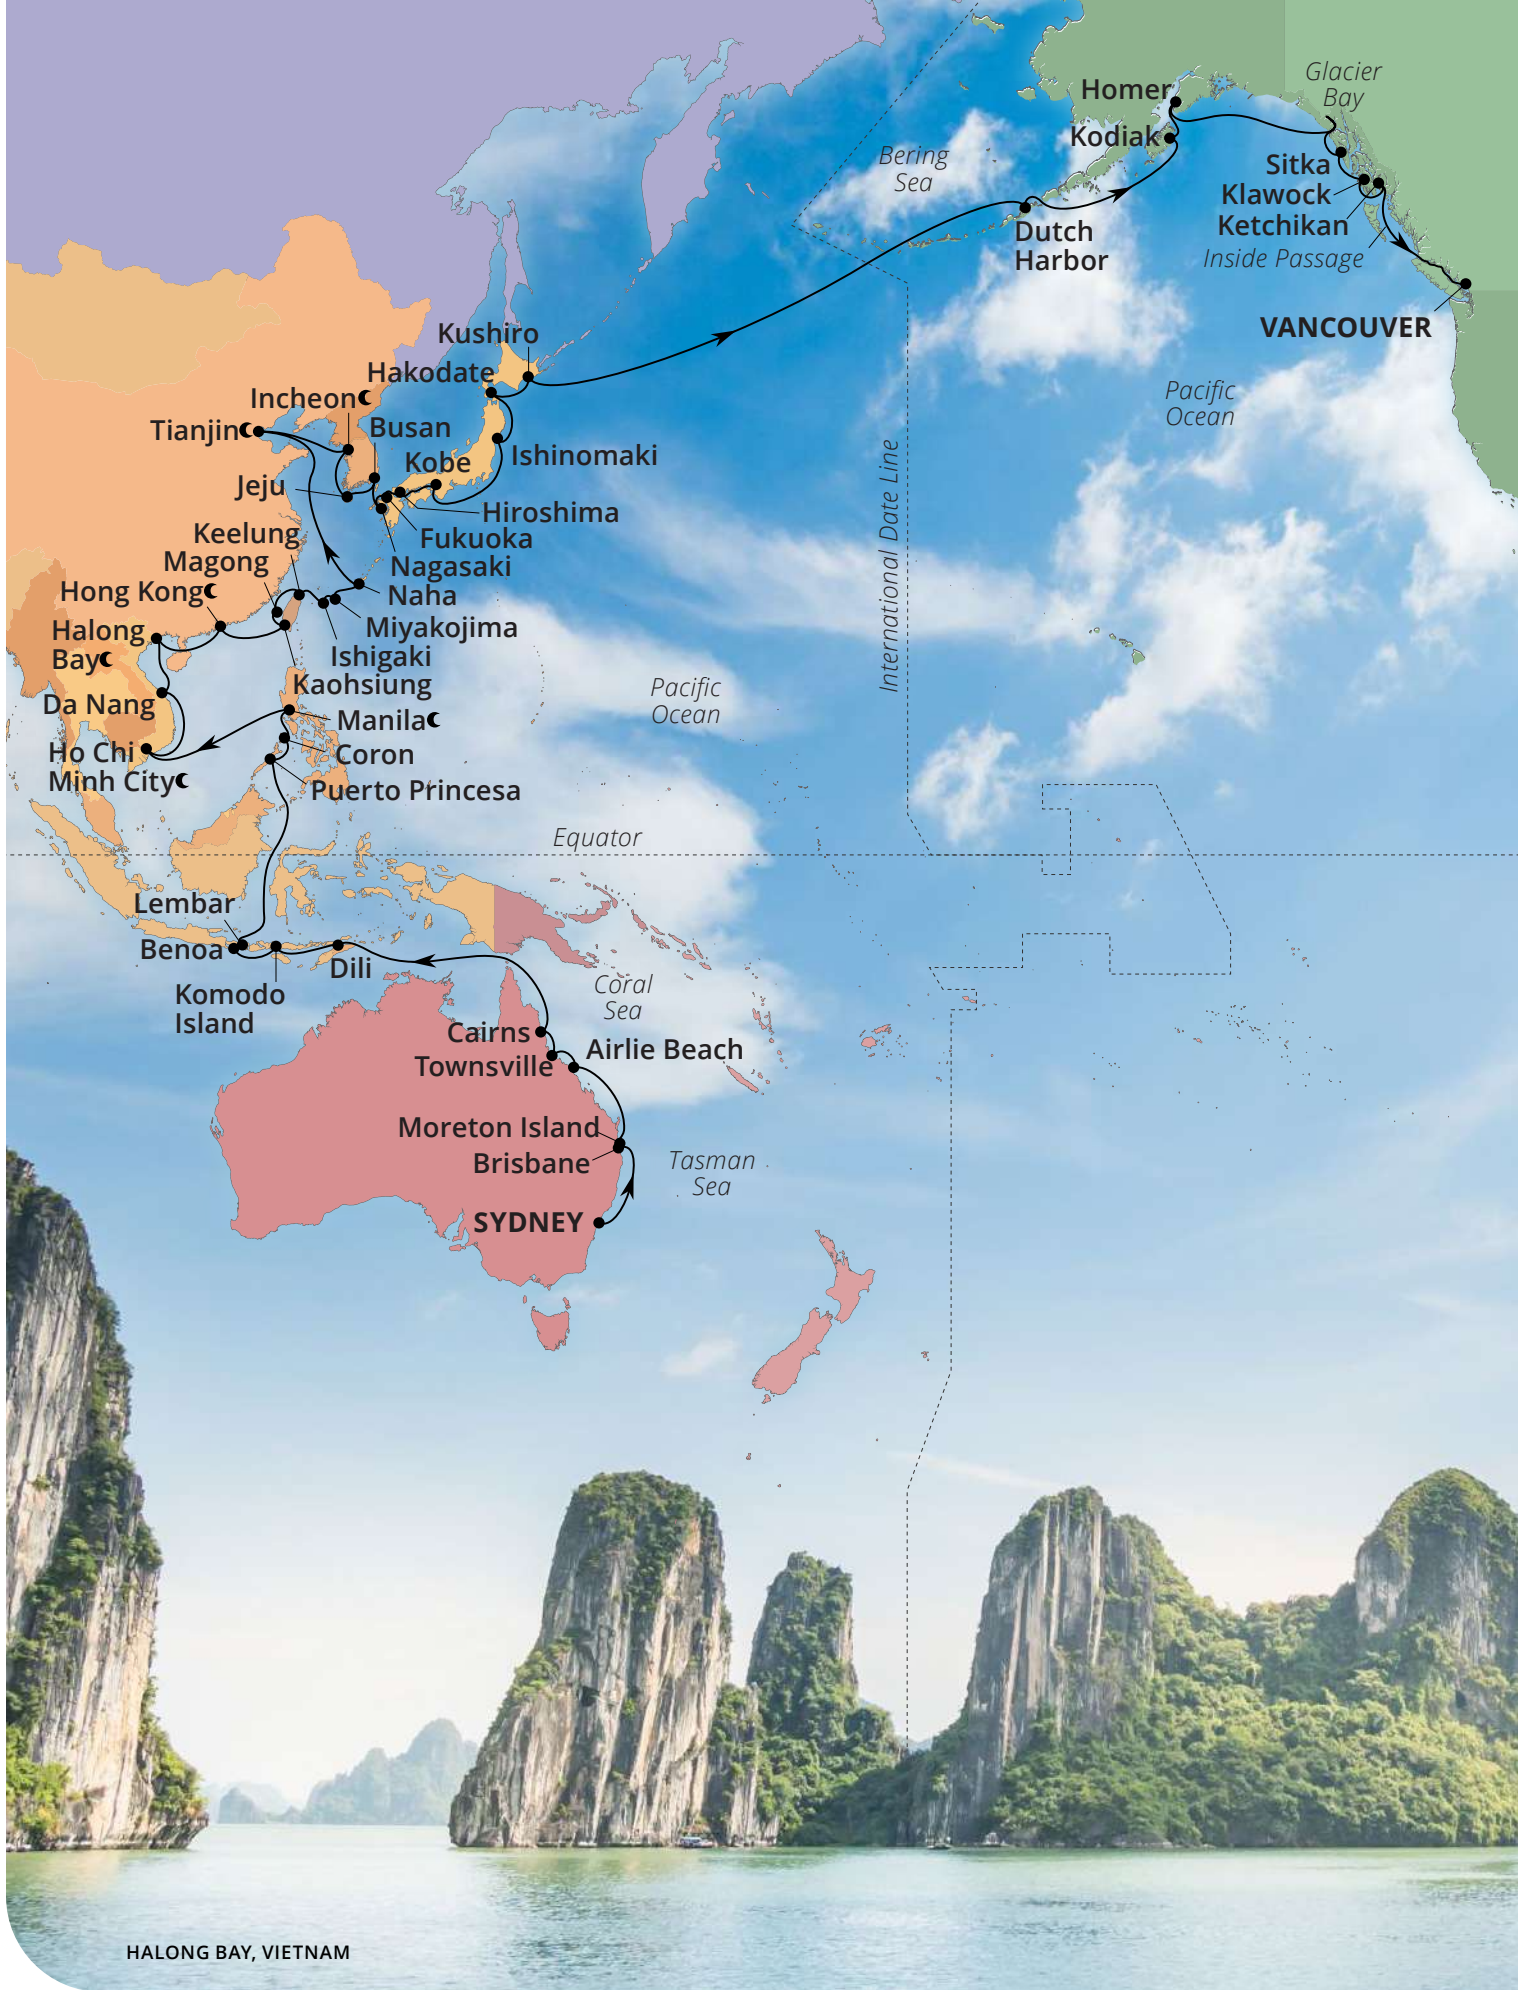 Glacier
Bay
Homer
Kodiak
Bering
Sea
Sitka
Klawock
Ketchikan
Inside Passage
Dutch
Harbor
VANCOUVER
Kushiro
Hakodate
Incheon
Tianjin
Busan
Kobe
Ishinomaki
Jeju
Hiroshima
Fukuoka
Nagasaki
Naha
Keelung
Magong
Hong Kong
Halong
Bay
Miyakojima
Ishigaki
Kaohsiung
Da Nang
Manila
Coron
Ho Chi
Minh City
Puerto Princesa
Pacific
Ocean
International Date Line
Pacific
Ocean
Equator
Lembar
Benoa
Dili
Komodo
Island
Coral
Sea
Cairns
Townsville
Airlie Beach
Moreton Island
Brisbane
Tasman
Sea
SYDNEY
HALONG BAY, VIETNAM